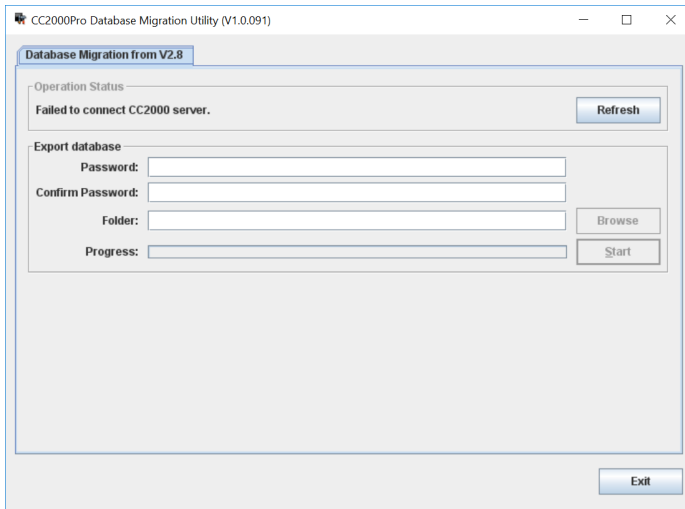 CC2000Pro Database Migration Utility (V1.0.091)
Database Migration from V2.8
Operation Status
Failed to connect CC2000 server.
Refresh
Export database
Password:
Confirm Password:
Folder:
Browse
Progress:
Start
Exit